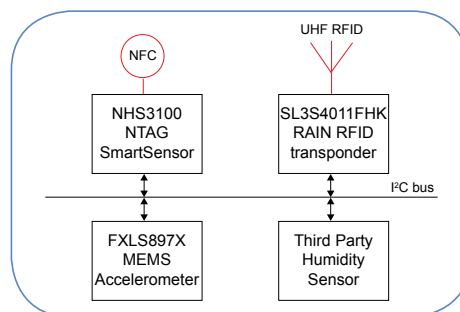 NFC
UHF RFID
NHS3100
NTAG
SmartSensor
SL3S4011FHK
RAIN RFID
transponder
I²C bus
FXLS897X
MEMS
Accelerometer
Third Party
Humidity
Sensor